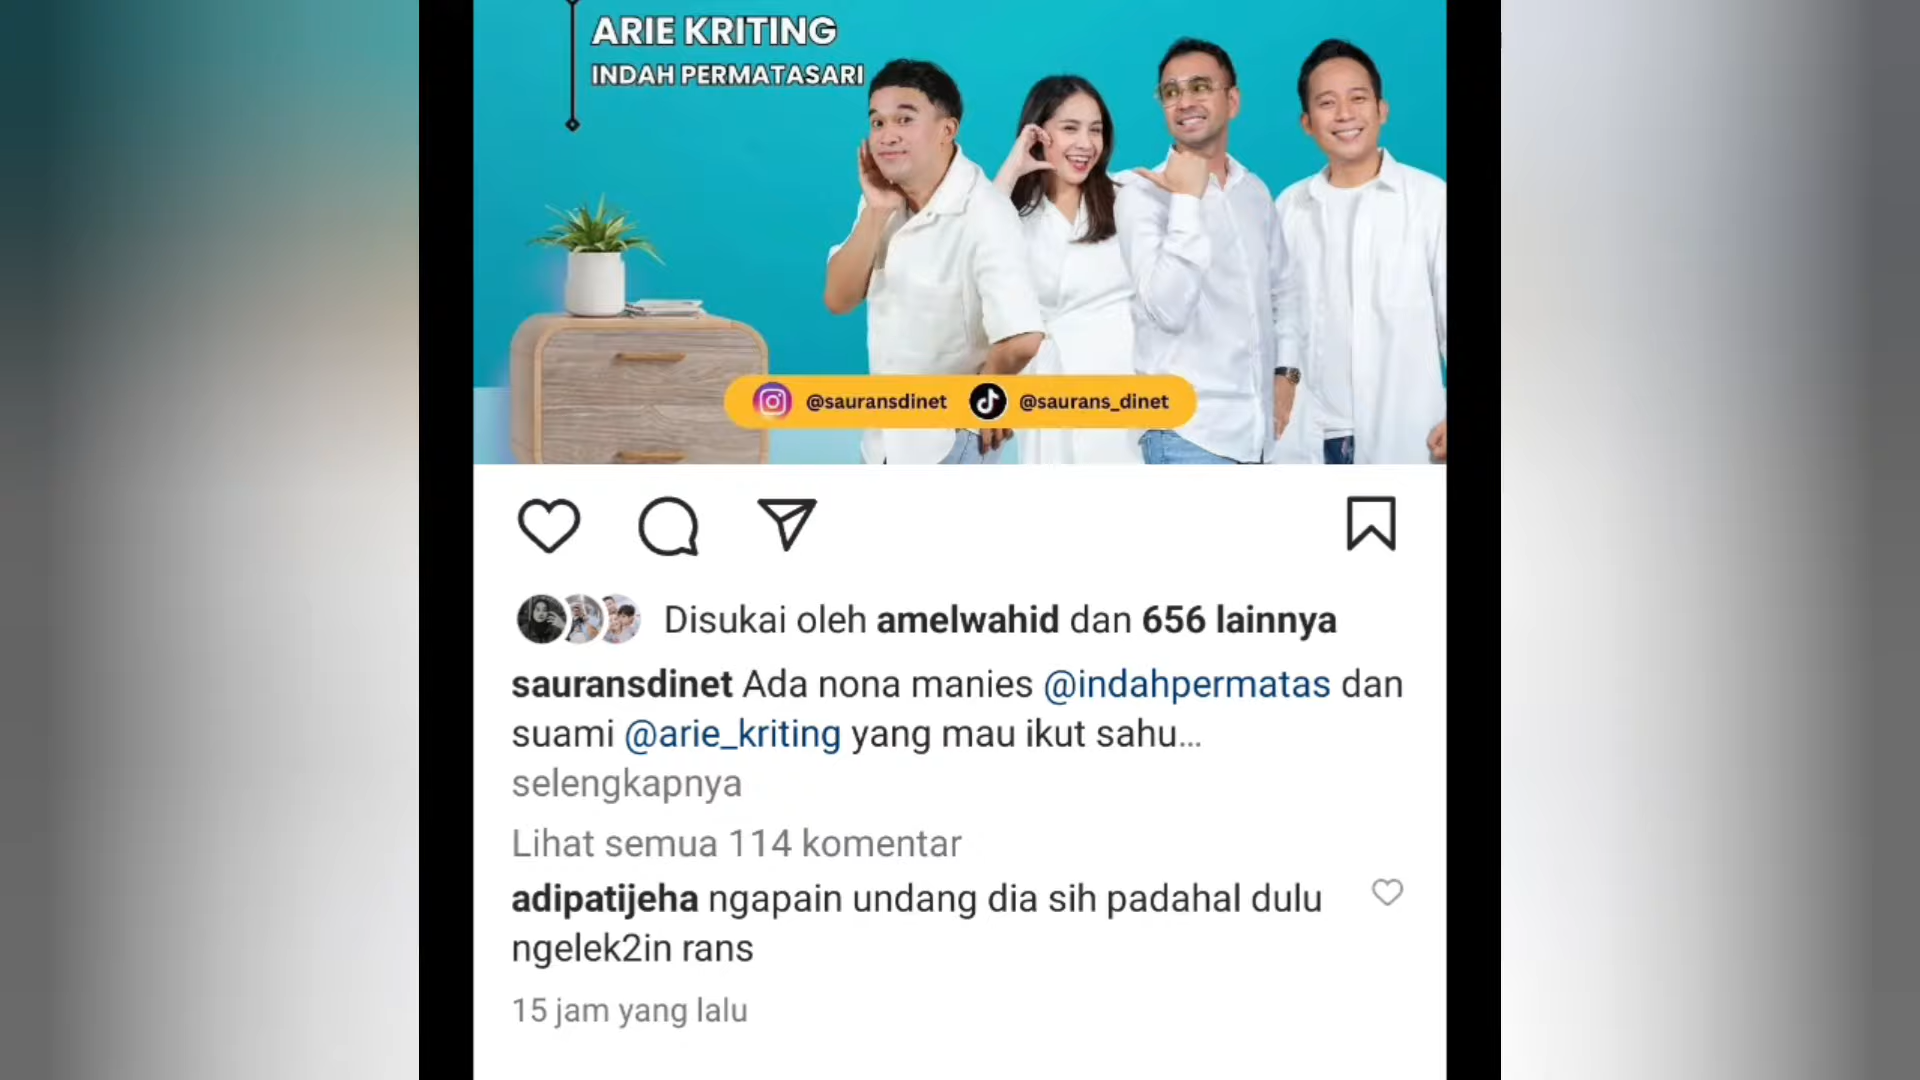 ARIE KRITING
INDAH PERMATASARI
@sauransdinet @saurans_dinet
Disukai oleh amelwahid dan 656 lainnya
sauransdinet Ada nona manies @indahpermatas dan
suami @arie_kriting yang mau ikut sahu...
selengkapnya
Lihat semua 114 komentar
adipatijeha ngapain undang dia sih padahal dulu
ngelek2in rans
15 jam yang lalu